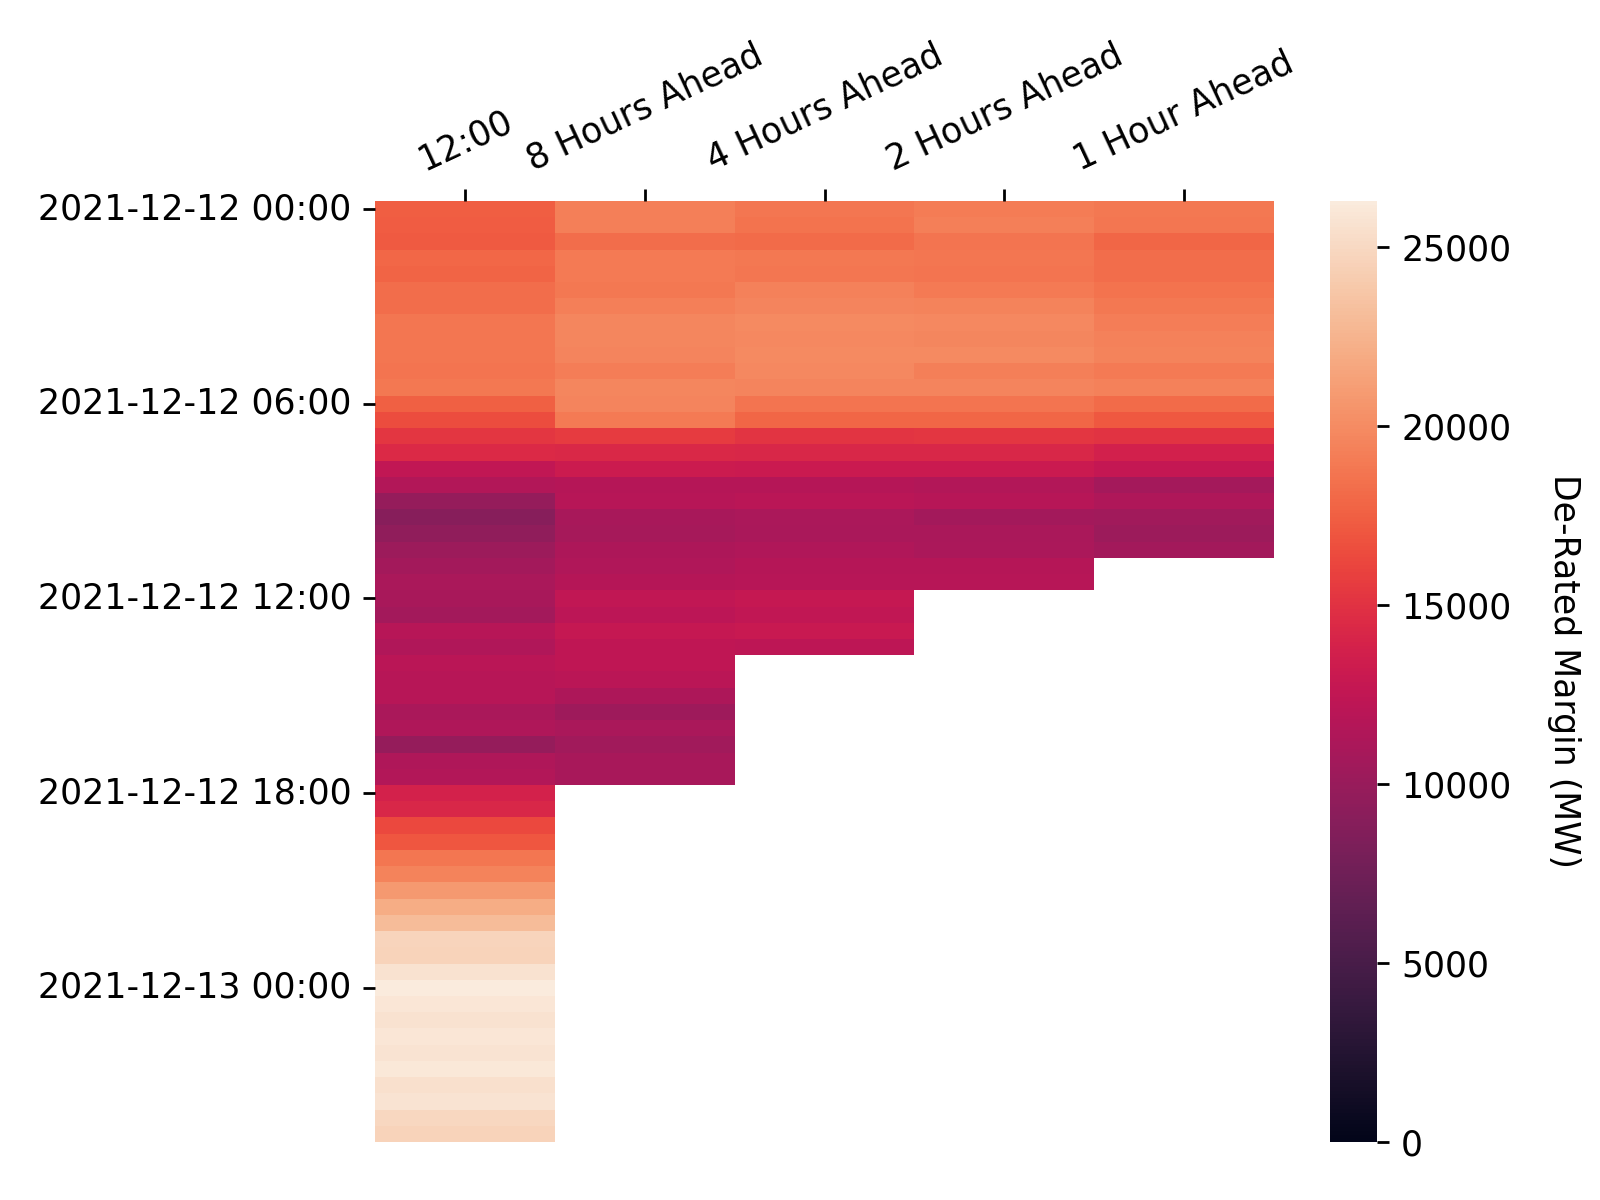 12:00
8 Hours Ahead
4 Hours Ahead
2 Hours Ahead
1 Hour Ahead
2021-12-12 00:00
2021-12-12 06:00
2021-12-12 12:00
2021-12-12 18:00
2021-12-13 00:00
25000
20000
15000
10000
5000
0
De-Rated Margin (MW)